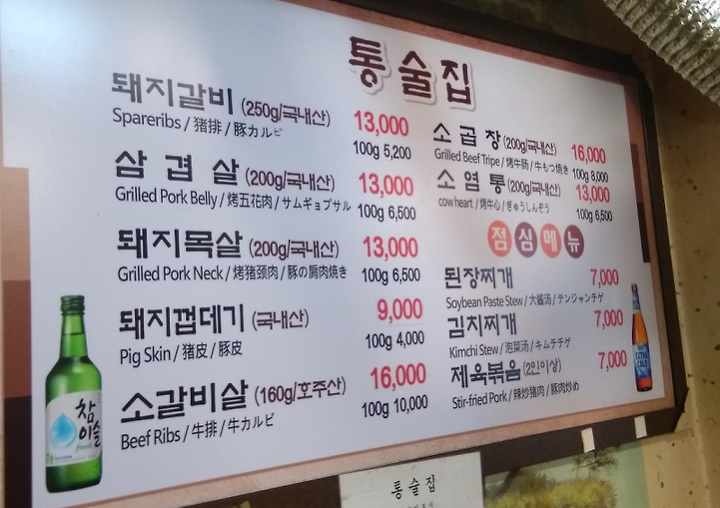 통술집
돼지갈비 (250g/국내산) 13,000
Spareribs / 猪排 / 豚カルビ 100g 5,200
삼겹살 (200g/국내산) 13,000
Grilled Pork Belly / 烤五花肉 / サムギョプサル 100g 6,500
돼지목살 (200g/국내산) 13,000
Grilled Pork Neck / 烤猪颈肉 / 豚の肩肉焼き 100g 6,500
돼지껍데기 (국내산) 9,000
Pig Skin / 猪皮 / 豚皮 100g 4,000
소갈비살 (160g/호주산) 16,000
Beef Ribs / 牛排 / 牛カルビ 100g 10,000
소곱창 (200g/국내산) 16,000
Grilled Beef Tripe / 烤牛肠 / 牛もつ焼き 100g 8,000
소염통 (200g/국내산) 13,000
cow heart / 烤牛心 / ぎゅうしんぞう 100g 6,500
점심메뉴
된장찌개 7,000
Soybean Paste Stew / 大酱汤 / テンジャンチゲ
김치찌개 7,000
Kimchi Stew / 泡菜汤 / キムチチゲ
제육볶음 (2인이상) 7,000
Stir-fried Pork / 辣炒猪肉 / 豚肉炒め
참
이슬
fresh
EXTRA
COLD
통술집